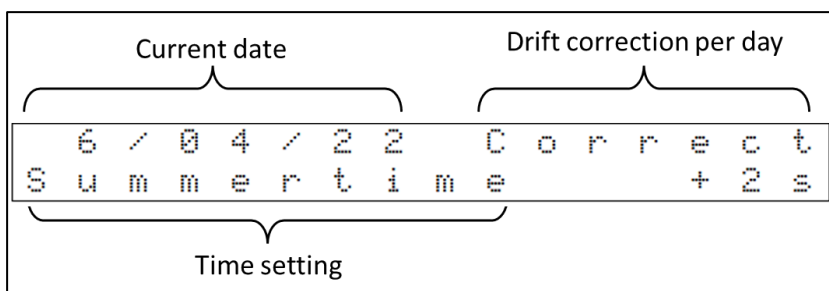 Current date Drift correction per day
6/04/22 Correct
Summertime +2s
Time setting